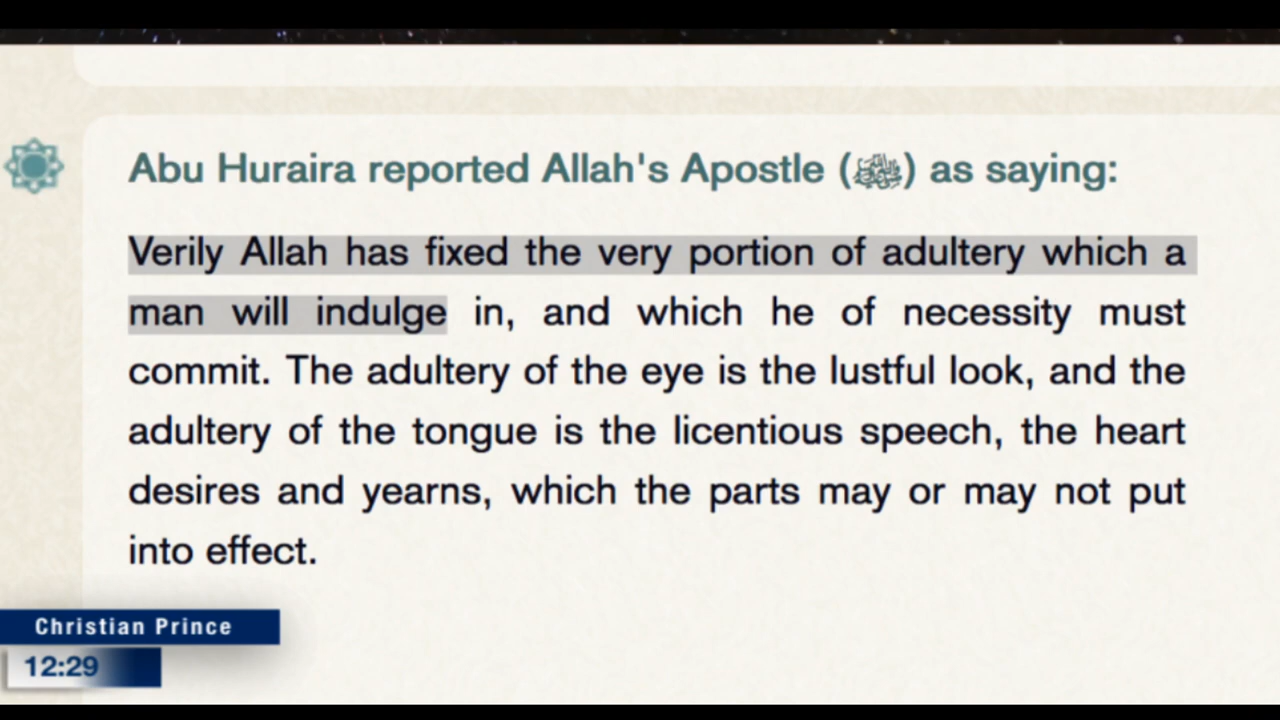 Abu Huraira reported Allah's Apostle (ﷺ) as saying:
Verily Allah has fixed the very portion of adultery which a
man will indulge in, and which he of necessity must
commit. The adultery of the eye is the lustful look, and the
adultery of the tongue is the licentious speech, the heart
desires and yearns, which the parts may or may not put
into effect.
Christian Prince
12:29